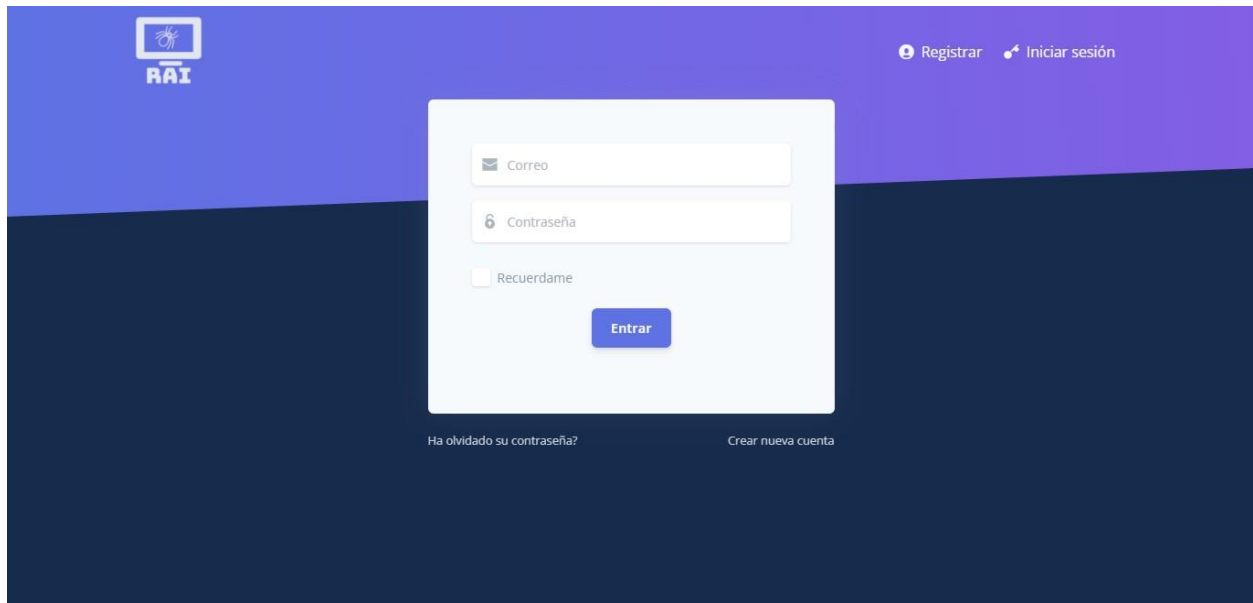 RAI
Registrar Iniciar sesión
Correo
Contraseña
Recuerdame
Entrar
Ha olvidado su contraseña? Crear nueva cuenta